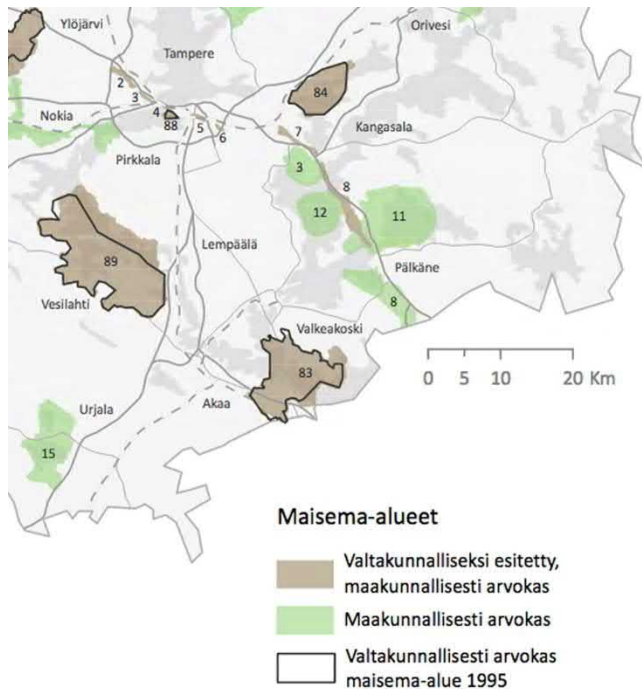 Ylöjärvi
Orivesi
Tampere
84
2
3
4
Nokia
88
5
6
7
Kangasala
Pirkkala
3
8
12
11
Lempäälä
89
Pälkäne
Vesilahti
8
Valkeakoski
83
0 5 10 20 Km
Akaa
Urjala
15
Maisema-alueet
Valtakunnalliseksi esitetty,
maakunnallisesti arvokas
Maakunnallisesti arvokas
Valtakunnallisesti arvokas
maisema-alue 1995